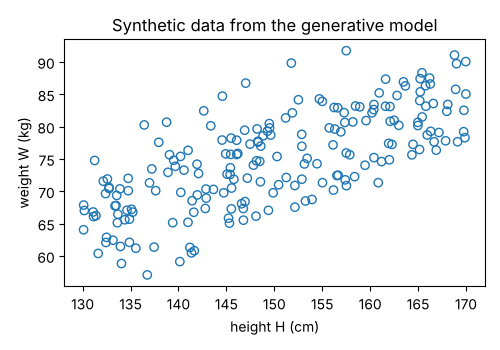 Synthetic data from the generative model
weight W (kg)
90
85
80
75
70
65
60
130 135 140 145 150 155 160 165 170
height H (cm)